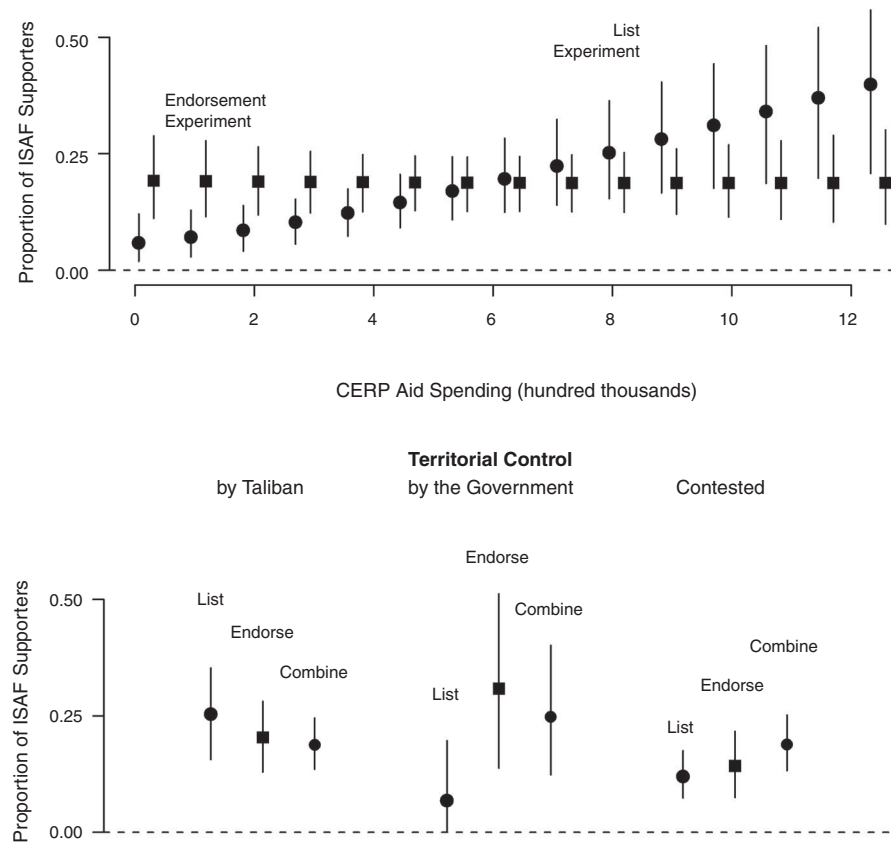 Proportion of ISAF Supporters
0.50
0.25
0.00
List
Experiment
Endorsement
Experiment
0 2 4 6 8 10 12
CERP Aid Spending (hundred thousands)
Territorial Control
by Taliban by the Government Contested
Proportion of ISAF Supporters
0.50
0.25
0.00
List
Endorse
Combine
List
Endorse
Combine
List
Endorse
Combine